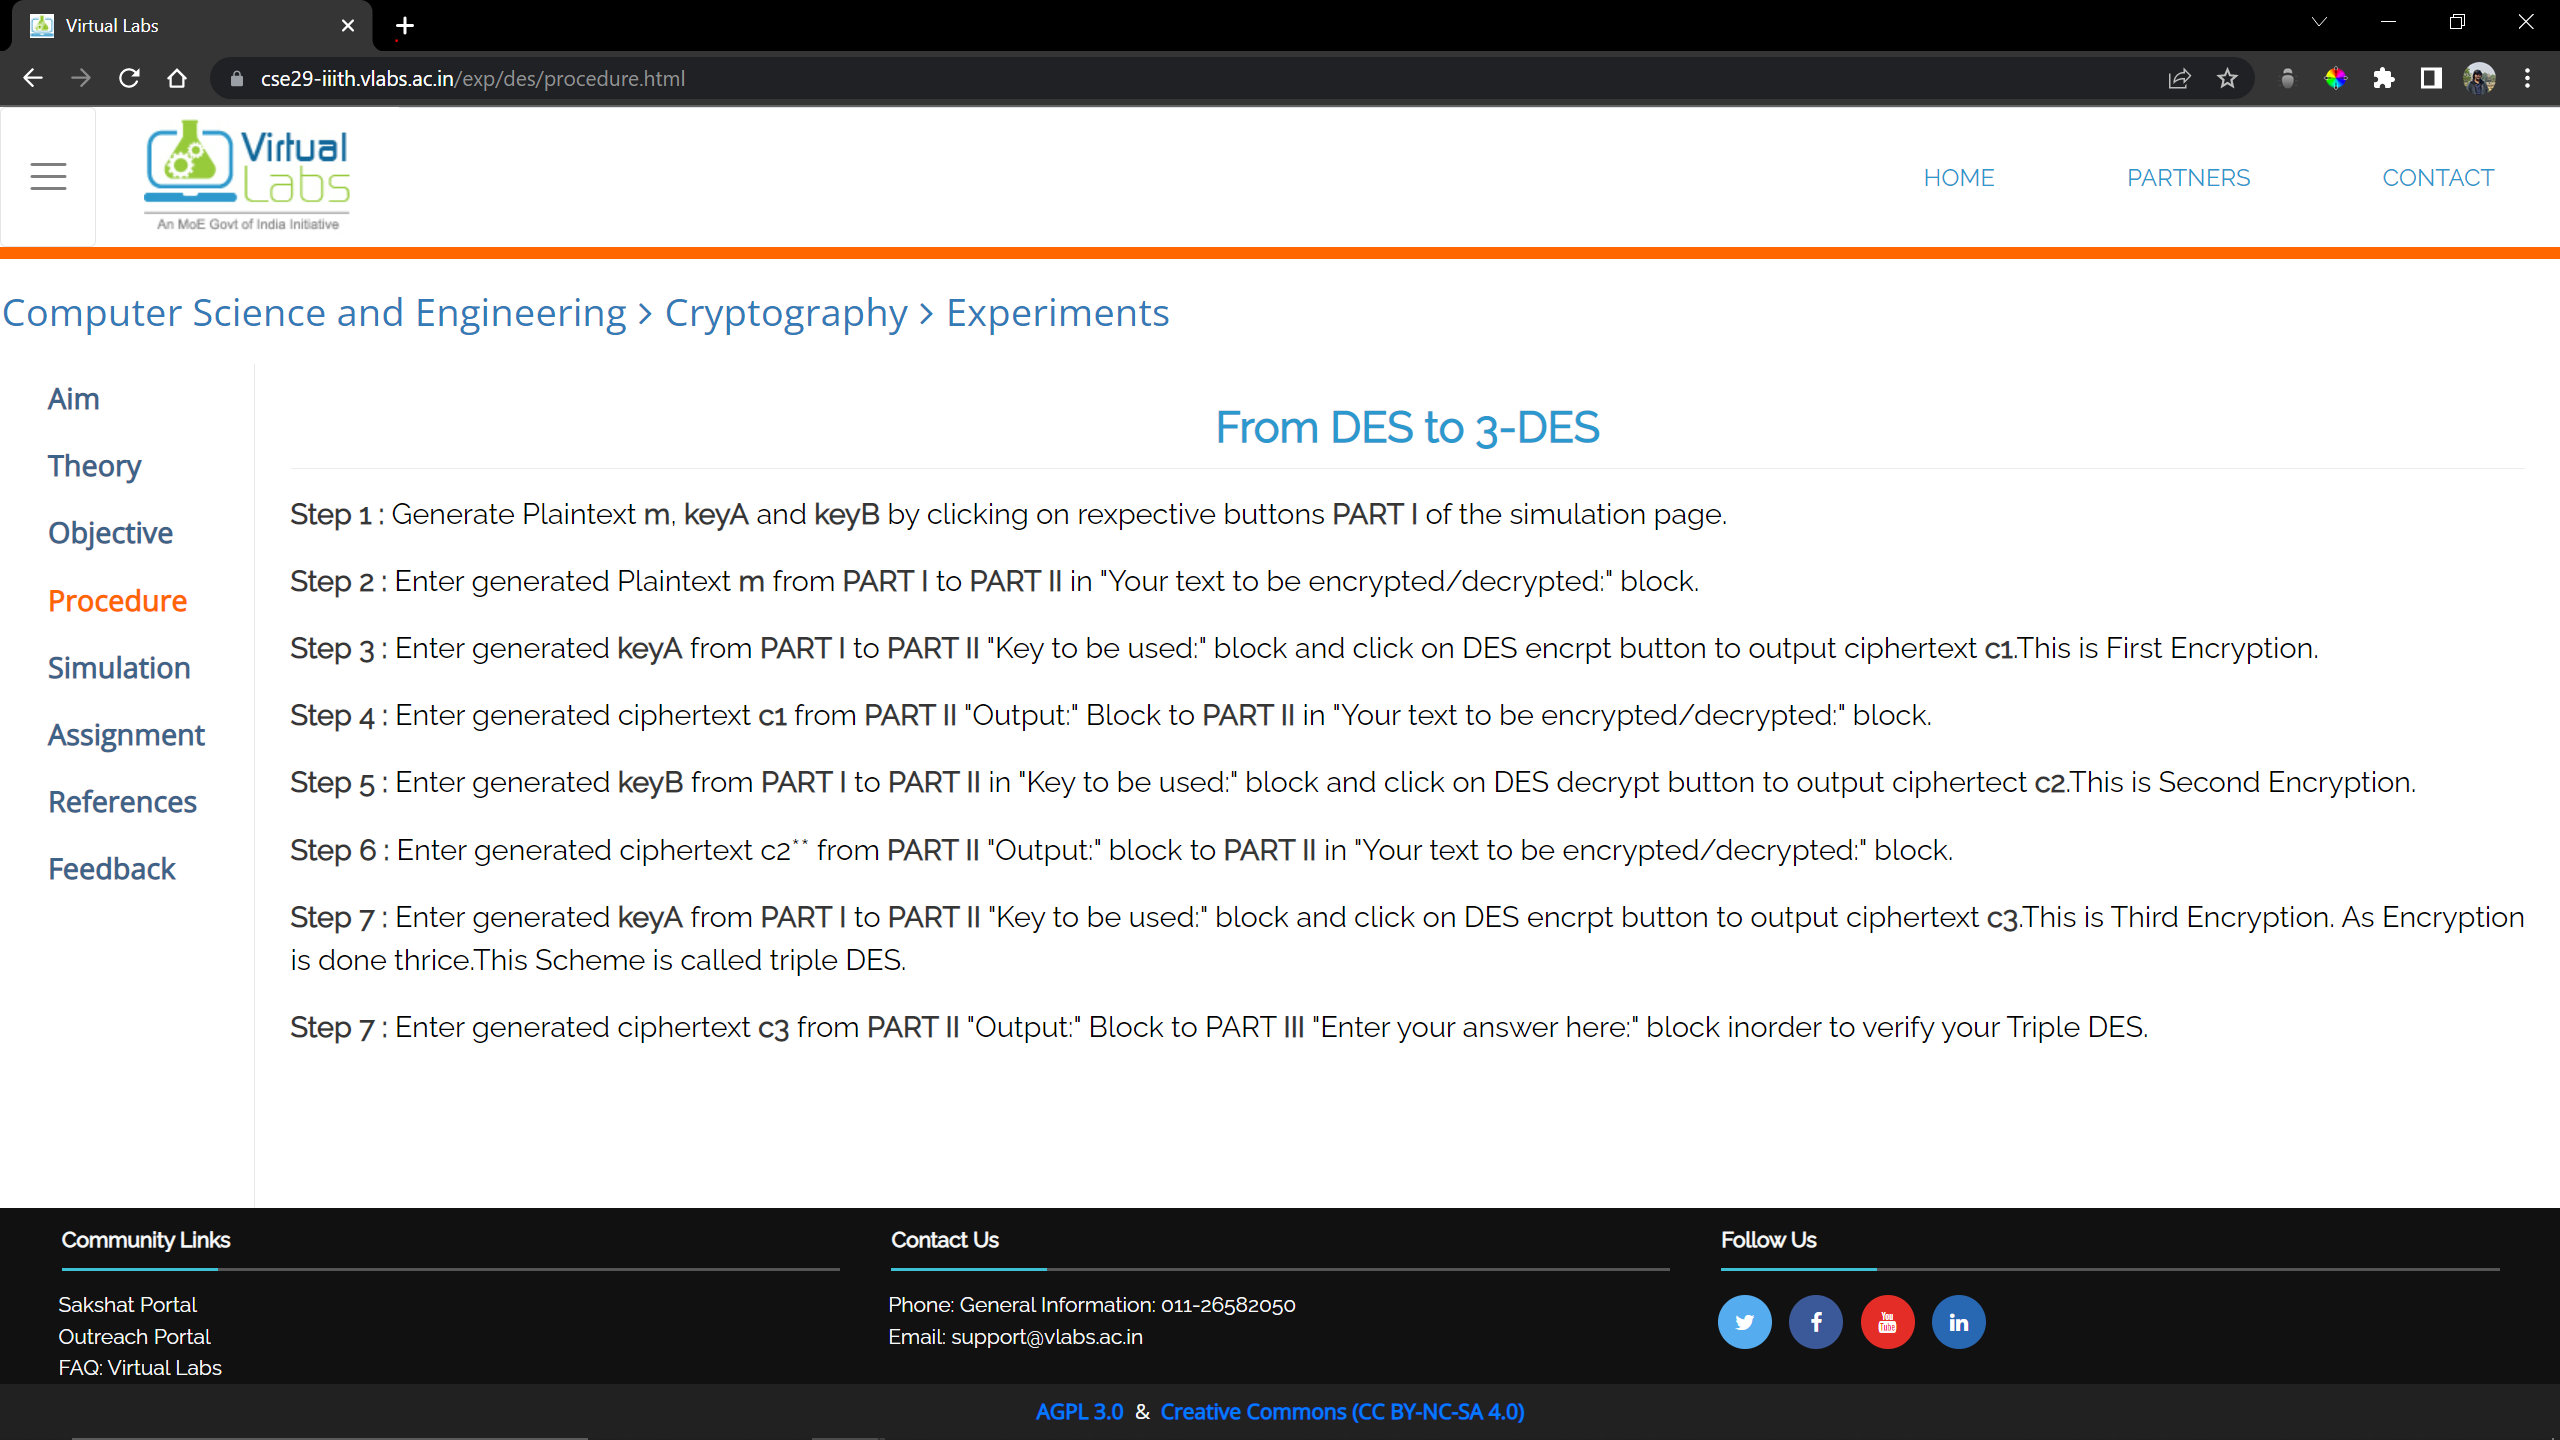 Virtual Labs
cse29-iiith.vlabs.ac.in/exp/des/procedure.html
Virtual
Labs
An MoE Govt of India Initiative
HOME PARTNERS CONTACT
Computer Science and Engineering > Cryptography > Experiments
Aim
Theory
Objective
Procedure
Simulation
Assignment
References
Feedback
From DES to 3-DES
Step 1 : Generate Plaintext m, keyA and keyB by clicking on rexpective buttons PART I of the simulation page.
Step 2 : Enter generated Plaintext m from PART I to PART II in "Your text to be encrypted/decrypted:" block.
Step 3 : Enter generated keyA from PART I to PART II "Key to be used:" block and click on DES encrpt button to output ciphertext c1.This is First Encryption.
Step 4 : Enter generated ciphertext c1 from PART II "Output:" Block to PART II in "Your text to be encrypted/decrypted:" block.
Step 5 : Enter generated keyB from PART I to PART II in "Key to be used:" block and click on DES decrypt button to output ciphertect c2.This is Second Encryption.
Step 6 : Enter generated ciphertext c2** from PART II "Output:" block to PART II in "Your text to be encrypted/decrypted:" block.
Step 7 : Enter generated keyA from PART I to PART II "Key to be used:" block and click on DES encrpt button to output ciphertext c3.This is Third Encryption. As Encryption
is done thrice.This Scheme is called triple DES.
Step 7 : Enter generated ciphertext c3 from PART II "Output:" Block to PART III "Enter your answer here:" block inorder to verify your Triple DES.
Community Links
Sakshat Portal
Outreach Portal
FAQ: Virtual Labs
Contact Us
Phone: General Information: 011-26582050
Email: support@vlabs.ac.in
Follow Us
You
Tube
AGPL 3.0 & Creative Commons (CC BY-NC-SA 4.0)